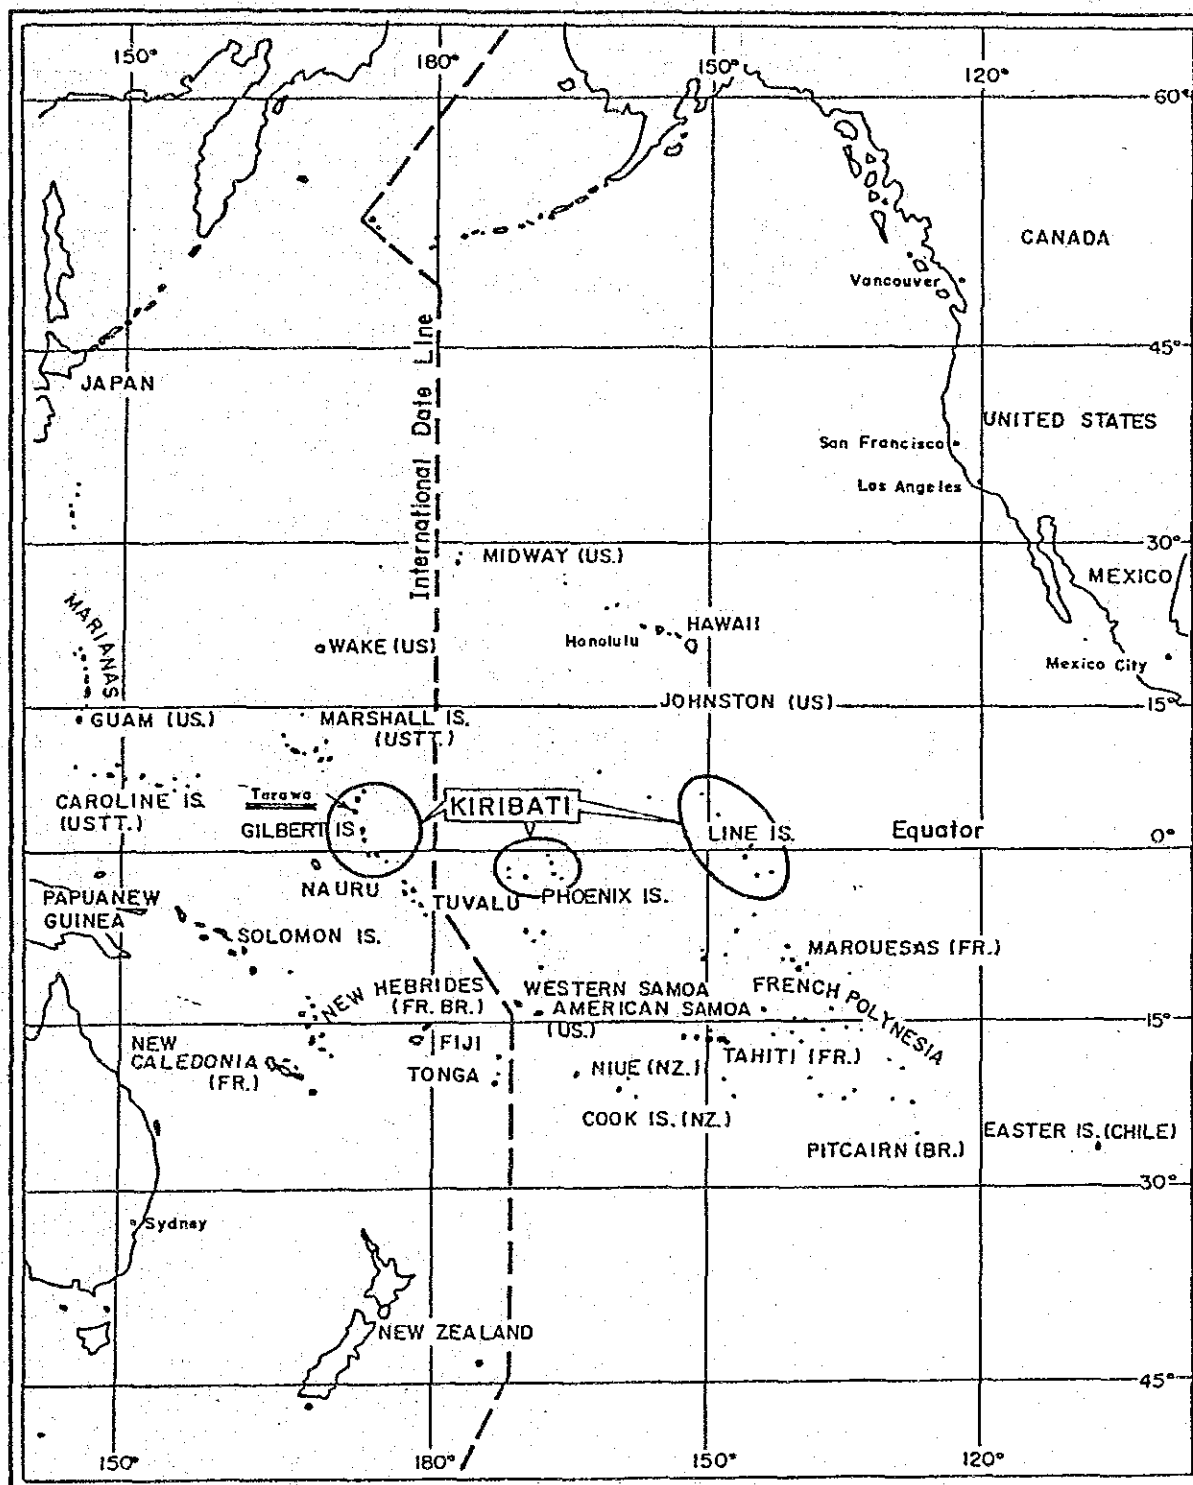 150°
180°
150°
120°
60°
CANADA
Vancouver
45°
JAPAN
International Date Line
UNITED STATES
San Francisco
Los Angeles
30°
MIDWAY (US.)
MEXICO
MARIANAS
HAWAII
Honolulu
WAKE (US)
Mexico City
JOHNSTON (US)
15°
GUAM (US.)
MARSHALL IS.
(USTT.)
CAROLINE IS.
(USTT.)
Tarawa
GILBERT IS
KIRIBATI
LINE IS.
Equator
0°
NAURU
PAPUANEW
GUINEA
TUVALU
PHOENIX IS.
SOLOMON IS.
MAROUESAS (FR.)
NEW HEBRIDES
(FR. BR.)
WESTERN SAMOA
AMERICAN SAMOA
(US.)
FRENCH POLYNESIA
15°
NEW
CALEDONIA
(FR.)
FIJI
TAHITI (FR.)
TONGA
NIUE (NZ.)
COOK IS. (NZ.)
PITCAIRN (BR.)
EASTER IS. (CHILE)
30°
Sydney
NEW ZEALAND
45°
150°
180°
150°
120°